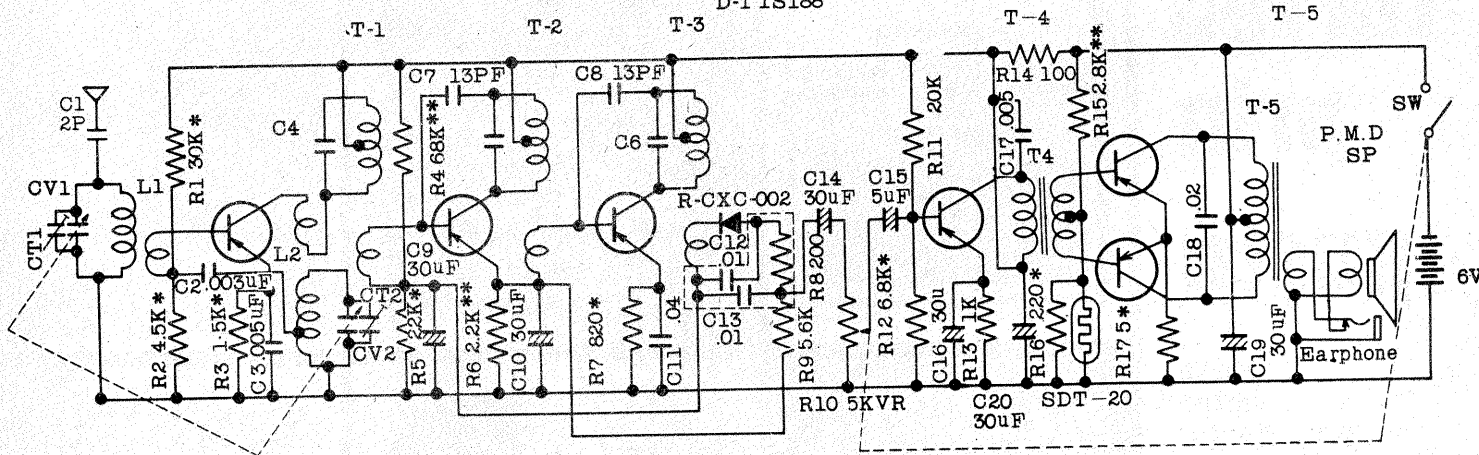 D-1 1S188
T-1
T-2
T-3
T-4
T-5
C1
2P
CV1
CT1
L1
R1 30K*
C2 .003uF
R2 4.5K*
R3 1.5K*
C3 .005uF
L2
C4
CT2
CV2
C7 13PF
R4 68K**
C9
30uF
R5 2.2K*
R6 2.2K**
C10 30uF
C8 13PF
C6
R7 820*
.04
C11
R-CXC-002
C12
.01
C13
.01
R8 200
R9 5.6K
C14
30uF
R10 5KVR
C15
5uF
R11 20K
R12 6.8K*
C16 30u
R13 1K
R14 100
C17 .005
T4
R16 220*
C20
30uF
R15 2.8K**
SDT-20
R17 5*
.02
C18
T-5
C19
30uF
Earphone
P.M.D
SP
SW
6V